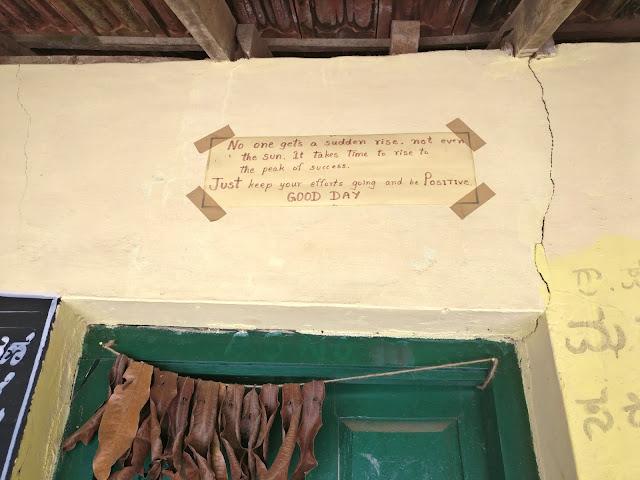 No one gets a sudden rise. not even
the sun. It takes time to rise to
the peak of success.
Just keep your efforts going and be POSITIVE
GOOD DAY